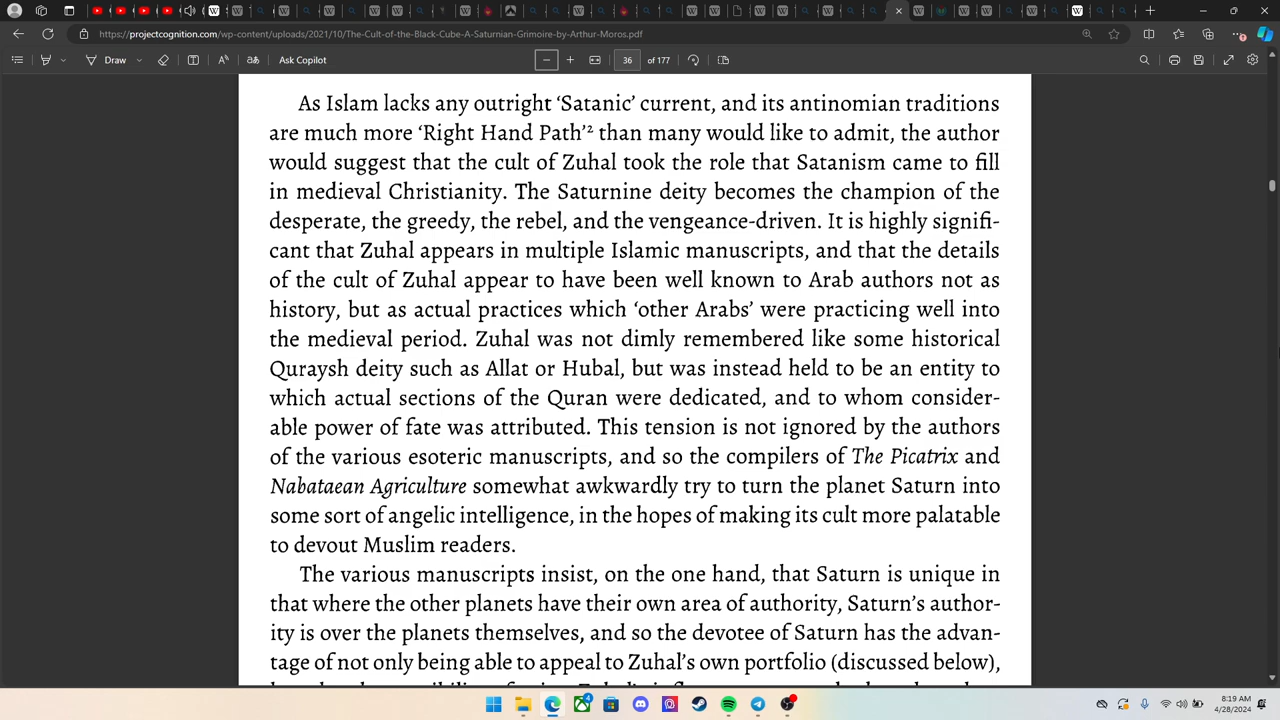 https://projectcognition.com/wp-content/uploads/2021/10/The-Cult-of-the-Black-Cube-A-Saturnian-Grimoire-by-Arthur-Moros.pdf
Draw
Ask Copilot
36 of 177
As Islam lacks any outright ‘Satanic’ current, and its antinomian traditions
are much more ‘Right Hand Path’² than many would like to admit, the author
would suggest that the cult of Zuhal took the role that Satanism came to fill
in medieval Christianity. The Saturnine deity becomes the champion of the
desperate, the greedy, the rebel, and the vengeance-driven. It is highly signifi-
cant that Zuhal appears in multiple Islamic manuscripts, and that the details
of the cult of Zuhal appear to have been well known to Arab authors not as
history, but as actual practices which ‘other Arabs’ were practicing well into
the medieval period. Zuhal was not dimly remembered like some historical
Quraysh deity such as Allat or Hubal, but was instead held to be an entity to
which actual sections of the Quran were dedicated, and to whom consider-
able power of fate was attributed. This tension is not ignored by the authors
of the various esoteric manuscripts, and so the compilers of The Picatrix and
Nabataean Agriculture somewhat awkwardly try to turn the planet Saturn into
some sort of angelic intelligence, in the hopes of making its cult more palatable
to devout Muslim readers.
The various manuscripts insist, on the one hand, that Saturn is unique in
that where the other planets have their own area of authority, Saturn’s author-
ity is over the planets themselves, and so the devotee of Saturn has the advan-
tage of not only being able to appeal to Zuhal’s own portfolio (discussed below),
8:19 AM
4/28/2024